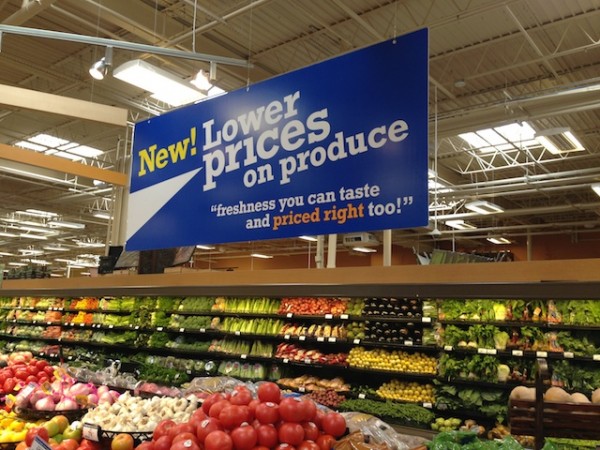 New! Lower
prices
on produce
“freshness you can taste
and priced right too!”